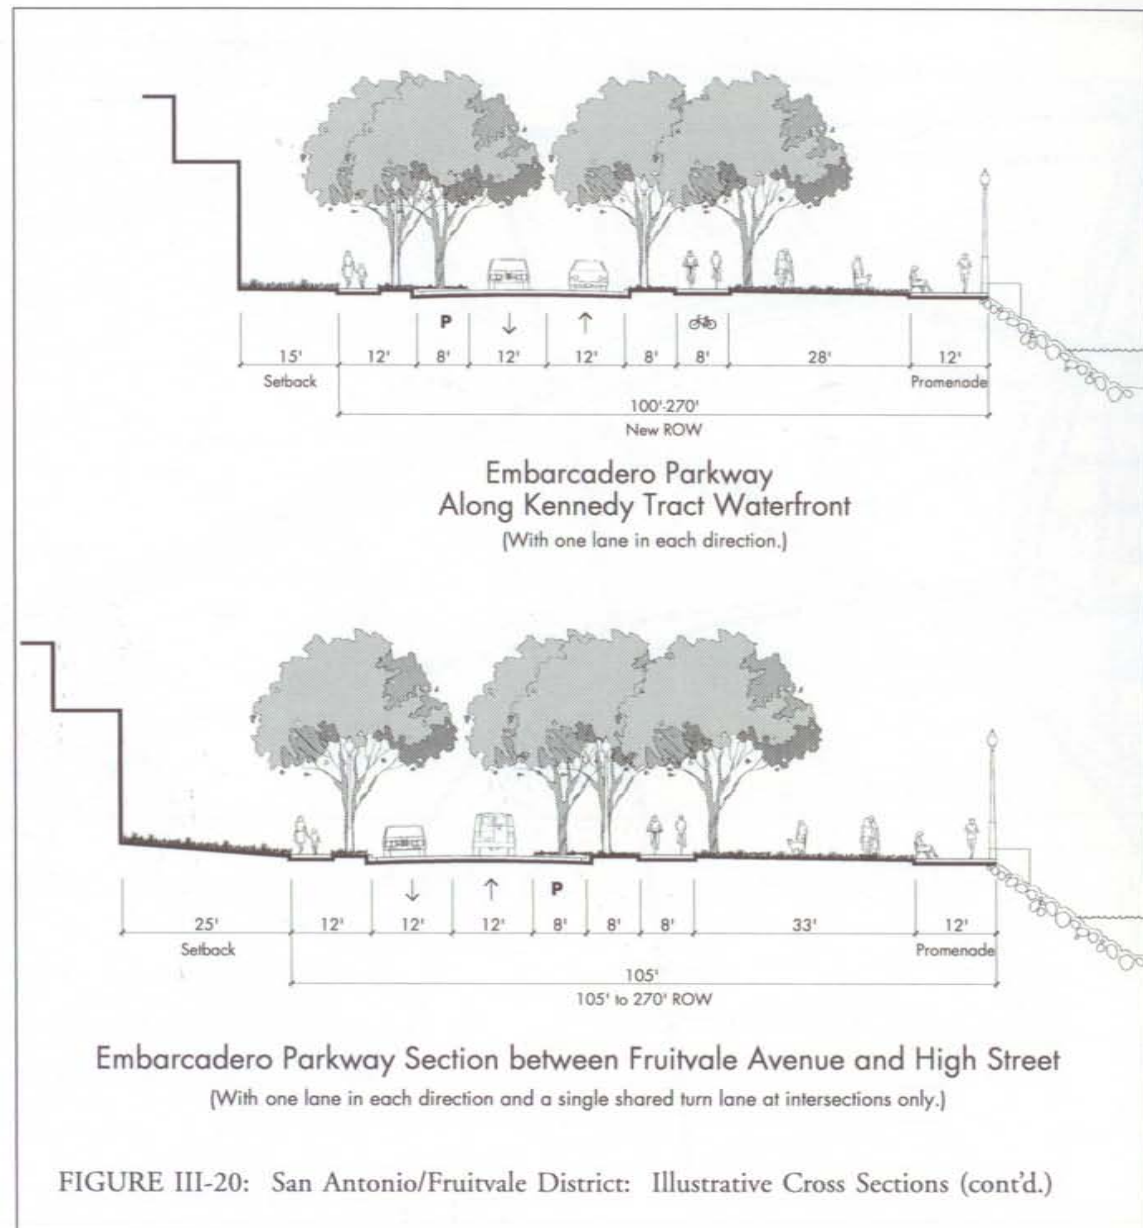 P ↓ ↑
15' 12' 8' 12' 12' 8' 8' 28' 12'
Setback Promenade
100'-270'
New ROW
Embarcadero Parkway
Along Kennedy Tract Waterfront
(With one lane in each direction.)
↓ ↑ P
25' 12' 12' 12' 8' 8' 8' 33' 12'
Setback Promenade
105'
105' to 270' ROW
Embarcadero Parkway Section between Fruitvale Avenue and High Street
(With one lane in each direction and a single shared turn lane at intersections only.)
FIGURE III-20: San Antonio/Fruitvale District: Illustrative Cross Sections (cont'd.)